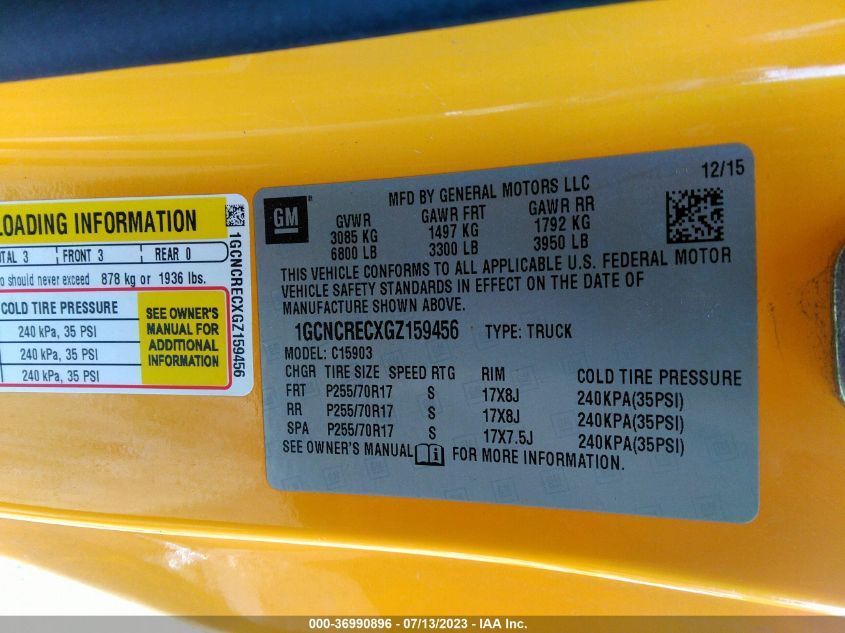 LOADING INFORMATION
TOTAL 3 FRONT 3 REAR 0
should never exceed 878 kg or 1936 lbs.
COLD TIRE PRESSURE
240 kPa, 35 PSI
240 kPa, 35 PSI
240 kPa, 35 PSI
SEE OWNER'S
MANUAL FOR
ADDITIONAL
INFORMATION
1GCNCRECXGZ159456
GM
MFD BY GENERAL MOTORS LLC
12/15
GVWR GAWR FRT GAWR RR
3085 KG 1497 KG 1792 KG
6800 LB 3300 LB 3950 LB
THIS VEHICLE CONFORMS TO ALL APPLICABLE U.S. FEDERAL MOTOR
VEHICLE SAFETY STANDARDS IN EFFECT ON THE DATE OF
MANUFACTURE SHOWN ABOVE.
1GCNCRECXGZ159456 TYPE: TRUCK
MODEL: C15903
CHGR TIRE SIZE SPEED RTG RIM COLD TIRE PRESSURE
FRT P255/70R17 S 17X8J 240KPA(35PSI)
RR P255/70R17 S 17X8J 240KPA(35PSI)
SPA P255/70R17 S 17X7.5J 240KPA(35PSI)
SEE OWNER'S MANUAL FOR MORE INFORMATION.
000-36990896 - 07/13/2023 - IAA Inc.